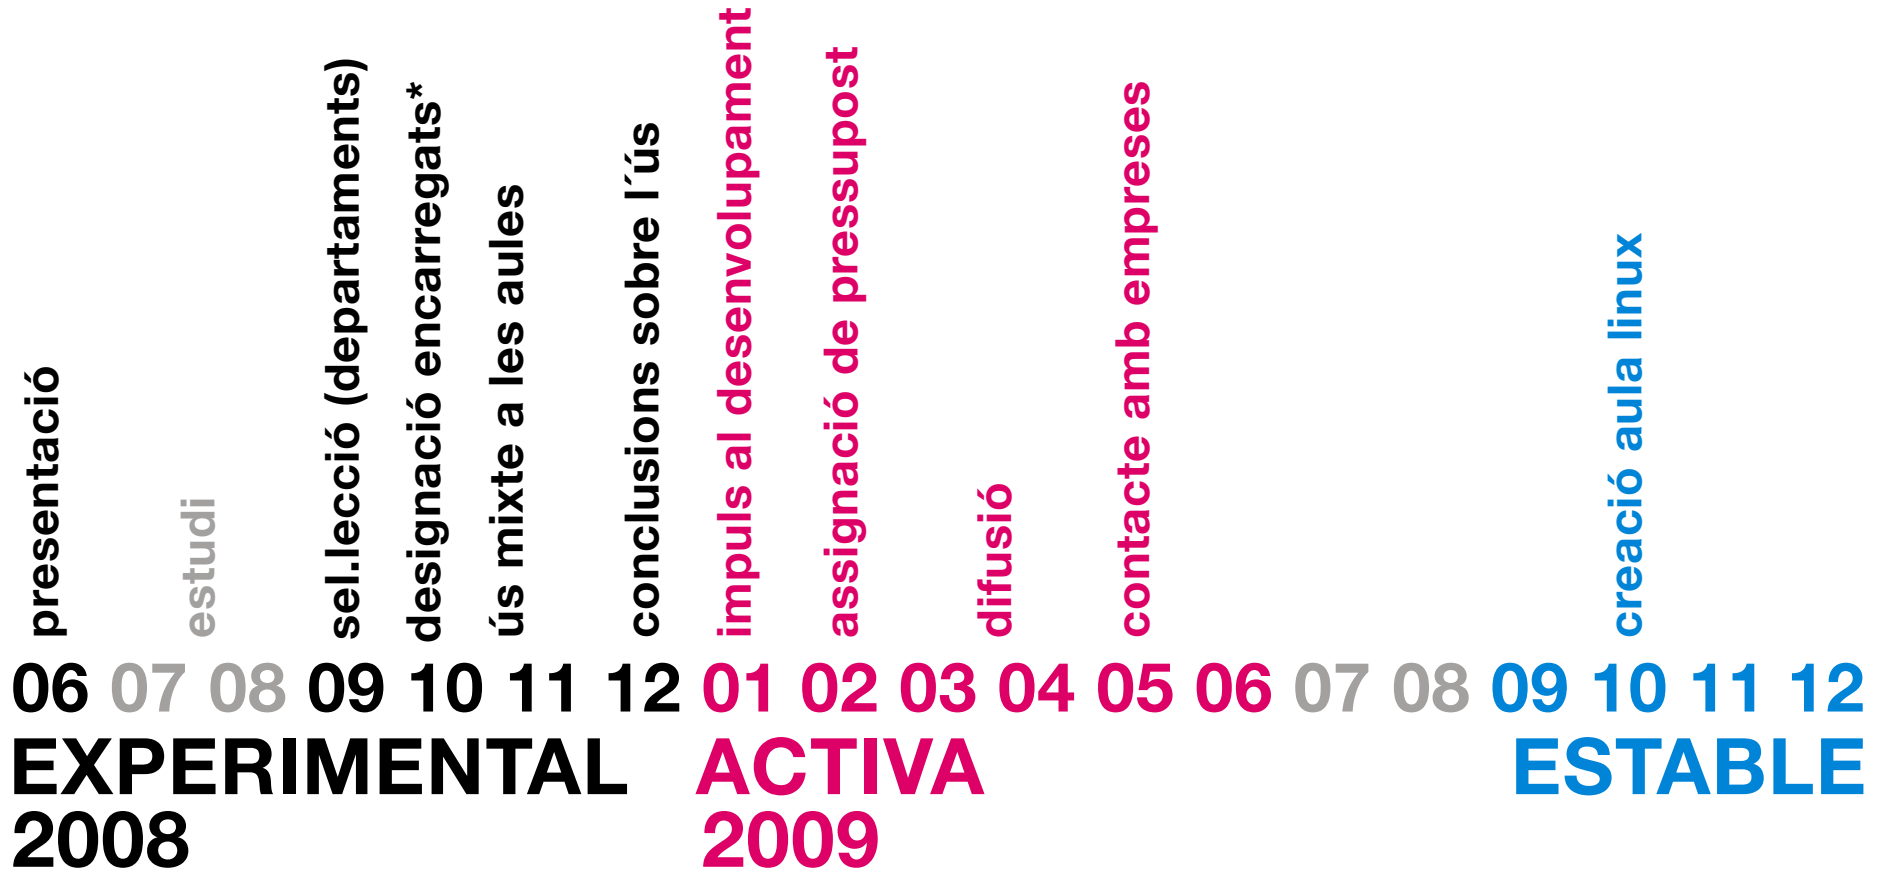 presentació
estudi
sel.lecció (departaments)
designació encarregats*
ús mixte a les aules
conclusions sobre l´ús
impuls al desenvolupament
assignació de pressupost
difusió
contacte amb empreses
creació aula linux
06 07 08 09 10 11 12 01 02 03 04 05 06 07 08 09 10 11 12
EXPERIMENTAL ACTIVA ESTABLE
2008 2009